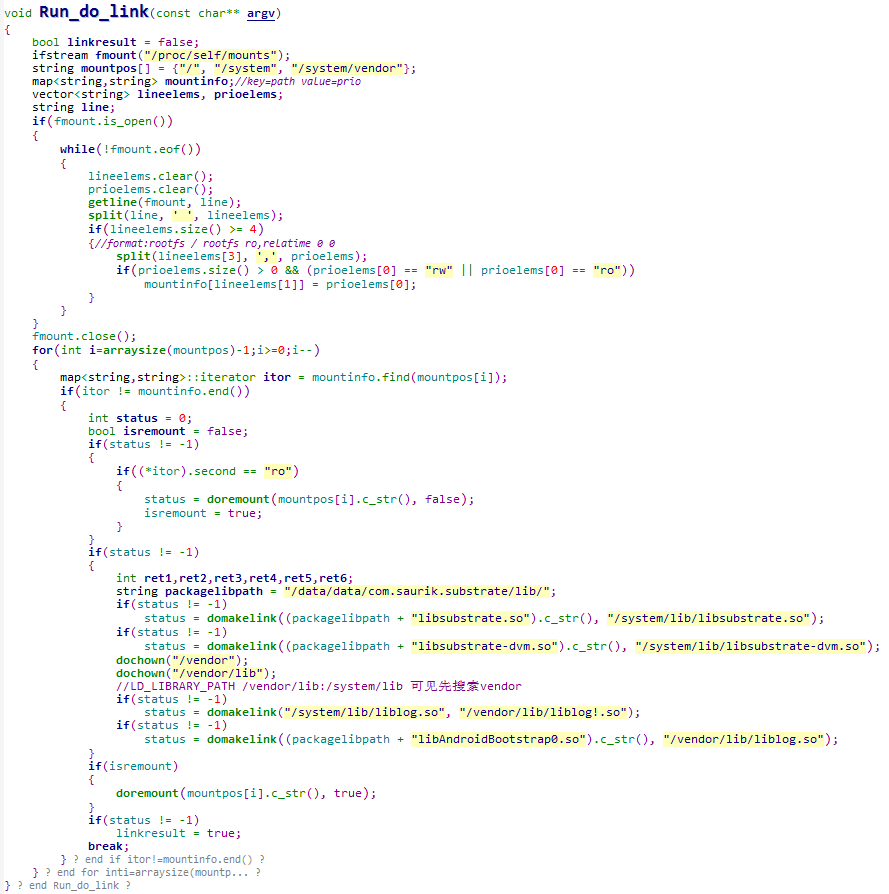 void Run_do_link(const char** argv)
{
    bool linkresult = false;
    ifstream fmount("/proc/self/mounts");
    string mountpos[] = {"/", "/system", "/system/vendor"};
    map<string,string> mountinfo;//key=path value=prio
    vector<string> lineelems, prioelems;
    string line;
    if(fmount.is_open())
    {
        while(!fmount.eof())
        {
            lineelems.clear();
            prioelems.clear();
            getline(fmount, line);
            split(line, ' ', lineelems);
            if(lineelems.size() >= 4)
            {//format:rootfs / rootfs ro,relatime 0 0
                split(lineelems[3], ',', prioelems);
                if(prioelems.size() > 0 && (prioelems[0] == "rw" || prioelems[0] == "ro"))
                    mountinfo[lineelems[1]] = prioelems[0];
            }
        }
    }
    fmount.close();
    for(int i=arraysize(mountpos)-1;i>=0;i--)
    {
        map<string,string>::iterator itor = mountinfo.find(mountpos[i]);
        if(itor != mountinfo.end())
        {
            int status = 0;
            bool isremount = false;
            if(status != -1)
            {
                if((*itor).second == "ro")
                {
                    status = doremount(mountpos[i].c_str(), false);
                    isremount = true;
                }
            }
            if(status != -1)
            {
                int ret1,ret2,ret3,ret4,ret5,ret6;
                string packagelibpath = "/data/data/com.saurik.substrate/lib/";
                if(status != -1)
                    status = domakelink((packagelibpath + "libsubstrate.so").c_str(), "/system/lib/libsubstrate.so");
                if(status != -1)
                    status = domakelink((packagelibpath + "libsubstrate-dvm.so").c_str(), "/system/lib/libsubstrate-dvm.so");
                dochown("/vendor");
                dochown("/vendor/lib");
                //LD_LIBRARY_PATH /vendor/lib:/system/lib 可见先搜索vendor
                if(status != -1)
                    status = domakelink("/system/lib/liblog.so", "/vendor/lib/liblog!.so");
                if(status != -1)
                    status = domakelink((packagelibpath + "libAndroidBootstrap0.so").c_str(), "/vendor/lib/liblog.so");
            }
            if(isremount)
            {
                doremount(mountpos[i].c_str(), true);
            }
            if(status != -1)
                linkresult = true;
            break;
        } ? end if itor!=mountinfo.end() ?
    } ? end for inti=arraysize(mountp... ?
} ? end Run_do_link ?